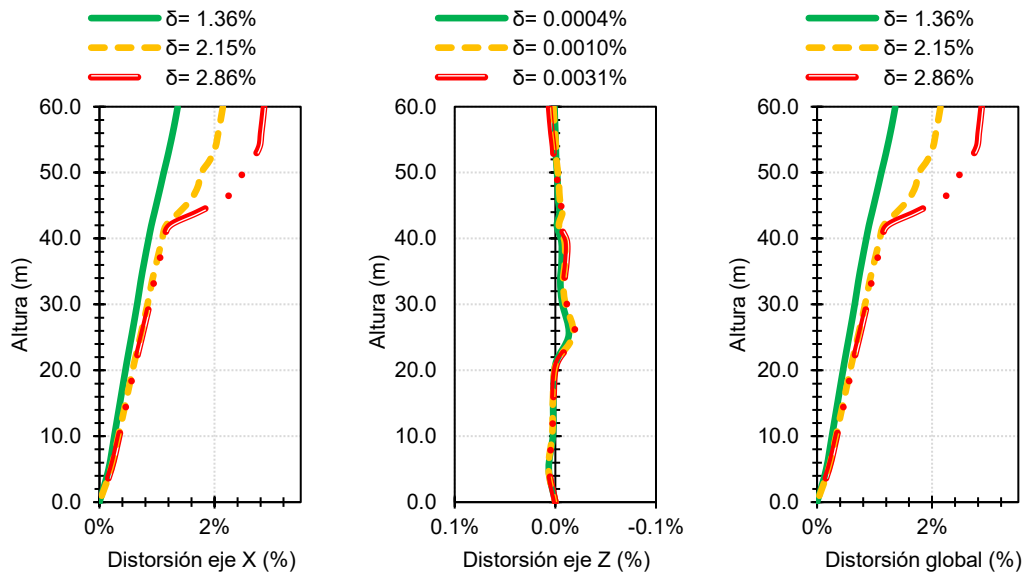 δ= 1.36%
δ= 2.15%
δ= 2.86%
60.0
50.0
40.0
30.0
20.0
10.0
0.0
Altura (m)
0%
2%
Distorsión eje X (%)
δ= 0.0004%
δ= 0.0010%
δ= 0.0031%
60.0
50.0
40.0
30.0
20.0
10.0
0.0
Altura (m)
0.1%
0.0%
-0.1%
Distorsión eje Z (%)
δ= 1.36%
δ= 2.15%
δ= 2.86%
60.0
50.0
40.0
30.0
20.0
10.0
0.0
Altura (m)
0%
2%
Distorsión global (%)